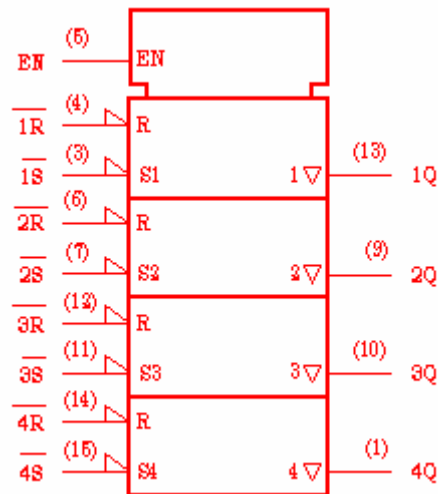 (5)
EN EN
(4)
1R R
(3) (13)
1S S1 1▽ 1Q
(6)
2R R
(7) (9)
2S S2 2▽ 2Q
(12)
3R R
(11) (10)
3S S3 3▽ 3Q
(14)
4R R
(15) (1)
4S S4 4▽ 4Q